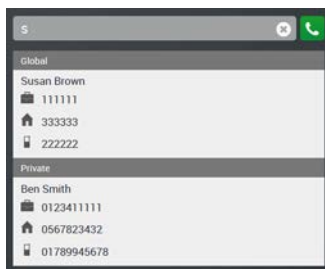 S
Global
Susan Brown
111111
333333
222222
Private
Ben Smith
0123411111
0567823432
01789945678